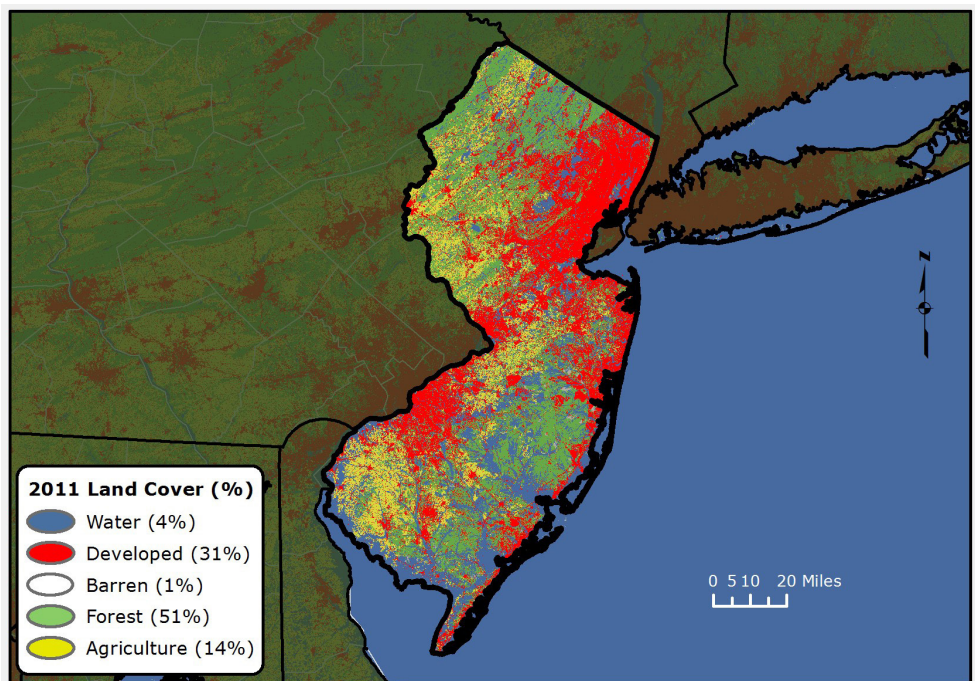 N
2011 Land Cover (%)
Water (4%)
Developed (31%)
Barren (1%)
Forest (51%)
Agriculture (14%)
0 5 10 20 Miles